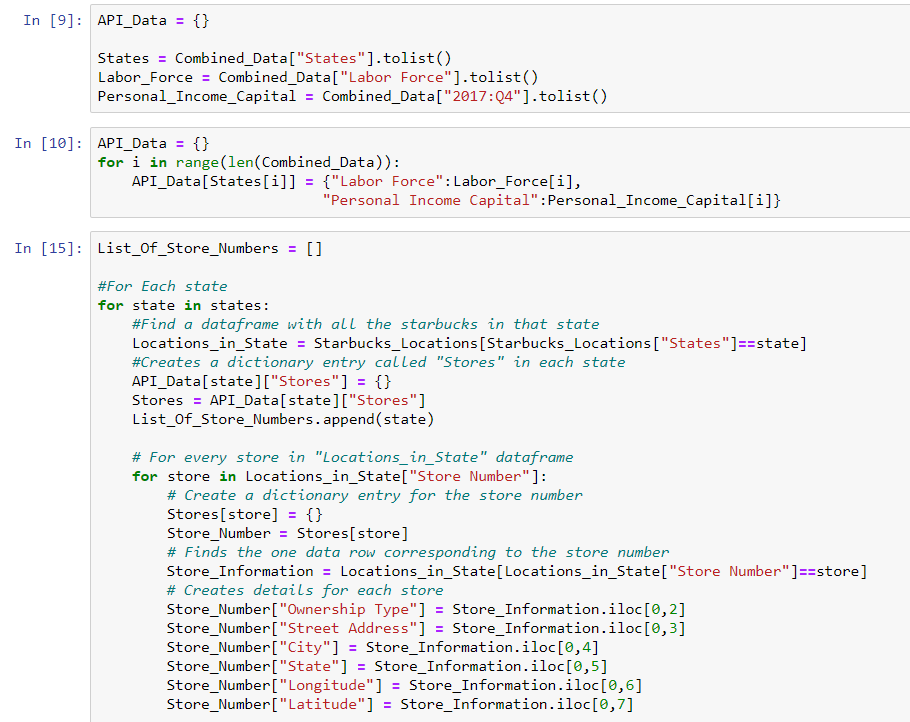 In [9]: API_Data = {}
States = Combined_Data["States"].tolist()
Labor_Force = Combined_Data["Labor Force"].tolist()
Personal_Income_Capital = Combined_Data["2017:Q4"].tolist()
In [10]: API_Data = {}
for i in range(len(Combined_Data)):
    API_Data[States[i]] = {"Labor Force":Labor_Force[i],
                          "Personal Income Capital":Personal_Income_Capital[i]}
In [15]: List_Of_Store_Numbers = []
#For Each state
for state in states:
    #Find a dataframe with all the starbucks in that state
    Locations_in_State = Starbucks_Locations[Starbucks_Locations["States"]==state]
    #Creates a dictionary entry called "Stores" in each state
    API_Data[state]["Stores"] = {}
    Stores = API_Data[state]["Stores"]
    List_Of_Store_Numbers.append(state)
    # For every store in "Locations_in_State" dataframe
    for store in Locations_in_State["Store Number"]:
        # Create a dictionary entry for the store number
        Stores[store] = {}
        Store_Number = Stores[store]
        # Finds the one data row corresponding to the store number
        Store_Information = Locations_in_State[Locations_in_State["Store Number"]==store]
        # Creates details for each store
        Store_Number["Ownership Type"] = Store_Information.iloc[0,2]
        Store_Number["Street Address"] = Store_Information.iloc[0,3]
        Store_Number["City"] = Store_Information.iloc[0,4]
        Store_Number["State"] = Store_Information.iloc[0,5]
        Store_Number["Longitude"] = Store_Information.iloc[0,6]
        Store_Number["Latitude"] = Store_Information.iloc[0,7]